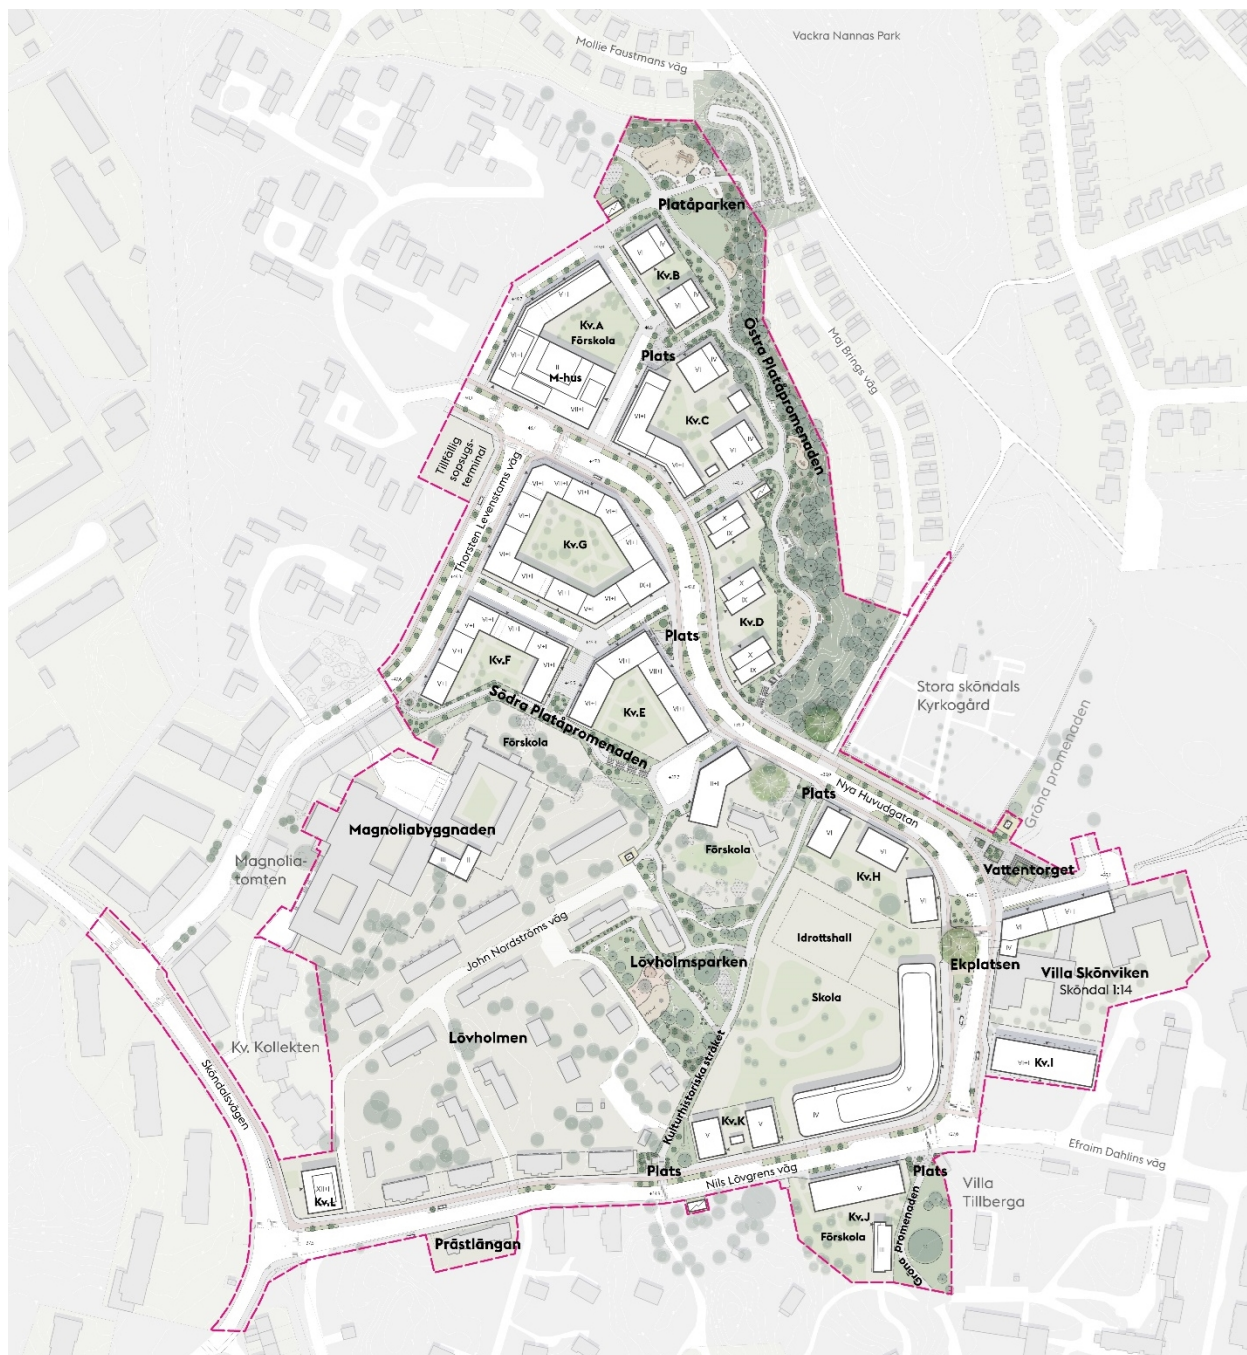 Mollie Faustmans väg
Vackra Nannas Park
Platåparken
Kv.B
Kv.A
Förskola
M-hus
Plats
Östra Platåpromenaden
Maj Brings väg
Kv.C
Tillfällig
sopsugs-
terminal
Thorsten Levenstams väg
Kv.G
Kv.D
Plats
Kv.F
Kv.E
Södra Platåpromenaden
Förskola
Stora sköndals
Kyrkogård
Gröna promenaden
Nya Huvudgatan
Plats
Magnoliabyggnaden
Magnolia-
tomten
Förskola
Kv.H
Vattentorget
John Nordströms väg
Idrottshall
Lövholmsparken
Ekplatsen
Villa Skönviken
Sköndal 1:14
Skola
Lövholmen
Kv. Kollekten
Sköndalsvägen
Kulturhistoriska stråket
Kv.I
Kv.K
Efraim Dahlins väg
Plats
Nils Lövgrens väg
Plats
Villa
Tillberga
Kv.L
Kv.J
Förskola
Gröna promenaden
Prästlängan